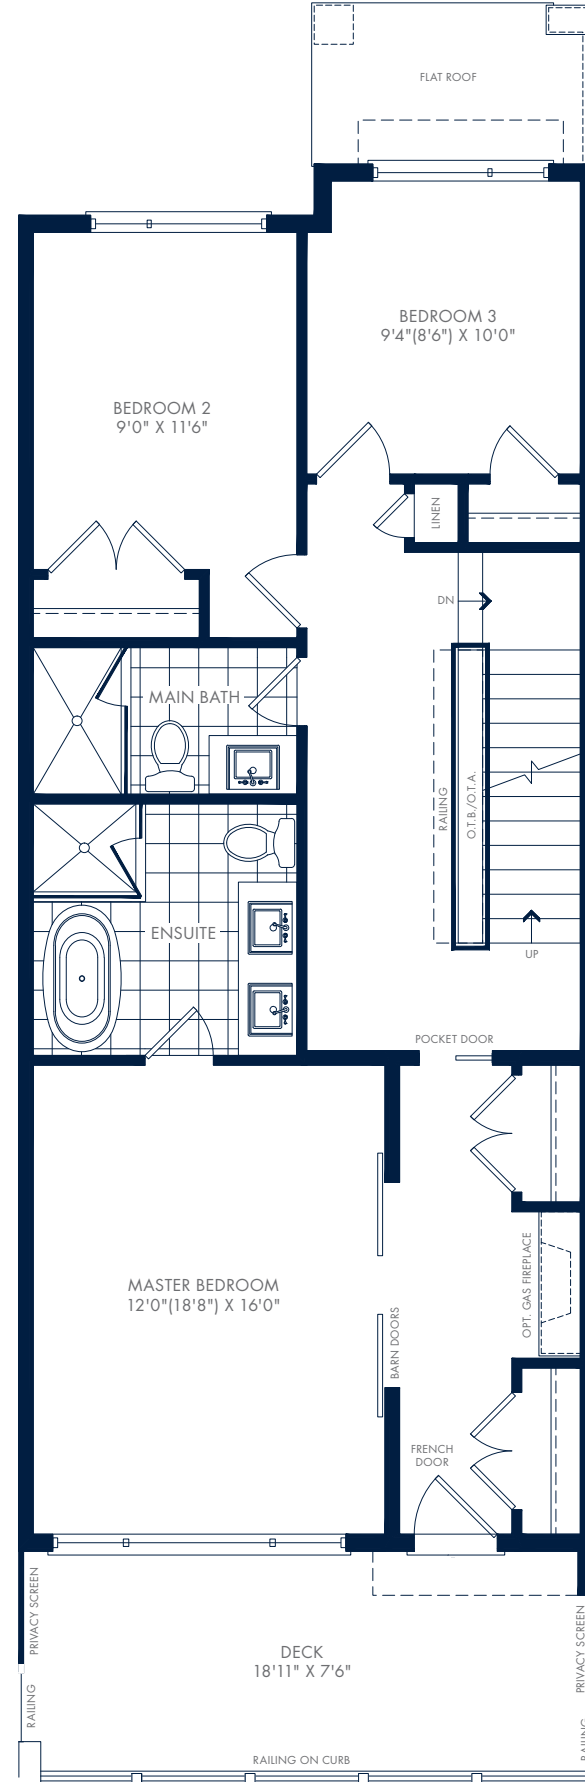 FLAT ROOF
BEDROOM 3
9'4"(8'6") X 10'0"
BEDROOM 2
9'0" X 11'6"
LINEN
DN
MAIN BATH
RAILING
O.T.B./O.T.A.
ENSUITE
UP
POCKET DOOR
MASTER BEDROOM
12'0"(18'8") X 16'0"
OPT. GAS FIREPLACE
BARN DOORS
FRENCH
DOOR
PRIVACY SCREEN
PRIVACY SCREEN
DECK
18'11" X 7'6"
RAILING
RAILING
RAILING ON CURB